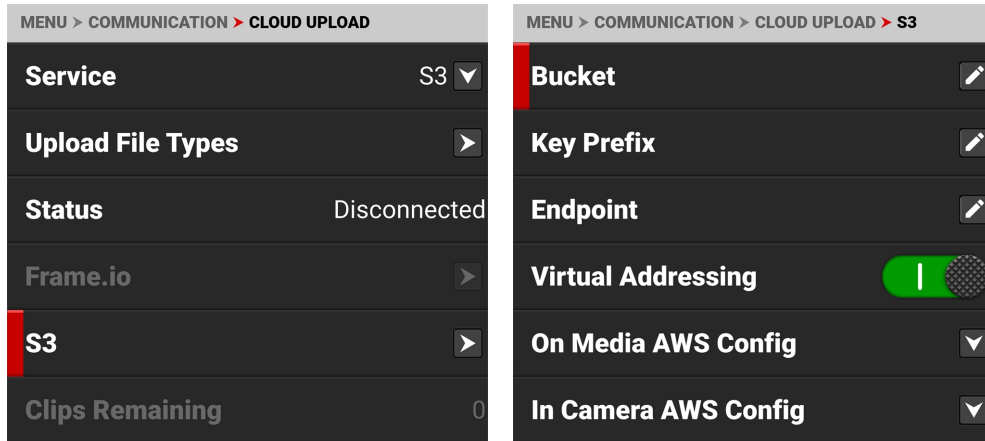 MENU > COMMUNICATION > CLOUD UPLOAD
Service S3
Upload File Types
Status Disconnected
Frame.io
S3
Clips Remaining 0
MENU > COMMUNICATION > CLOUD UPLOAD > S3
Bucket
Key Prefix
Endpoint
Virtual Addressing
On Media AWS Config
In Camera AWS Config